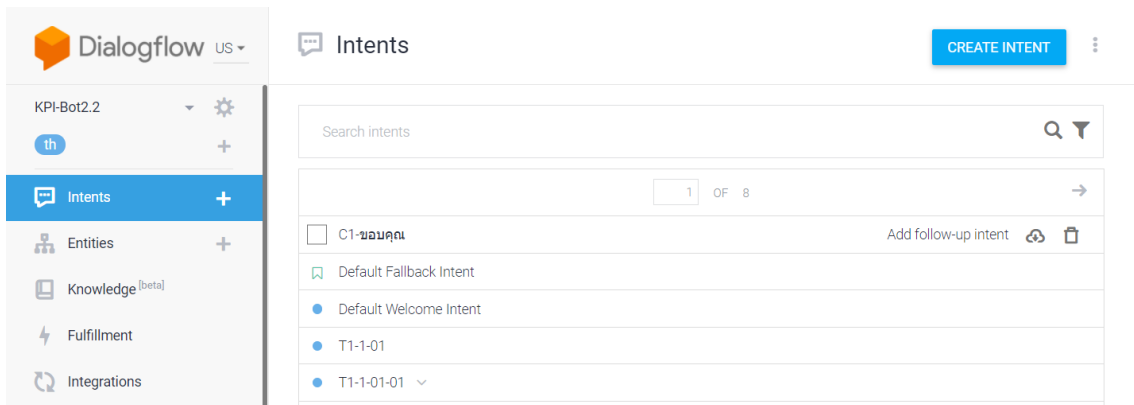 Dialogflow US
Intents
CREATE INTENT
KPI-Bot2.2
th
Intents
Entities
Knowledge [beta]
Fulfillment
Integrations
Search intents
1 OF 8
C1-ขอบคุณ Add follow-up intent
Default Fallback Intent
Default Welcome Intent
T1-1-01
T1-1-01-01